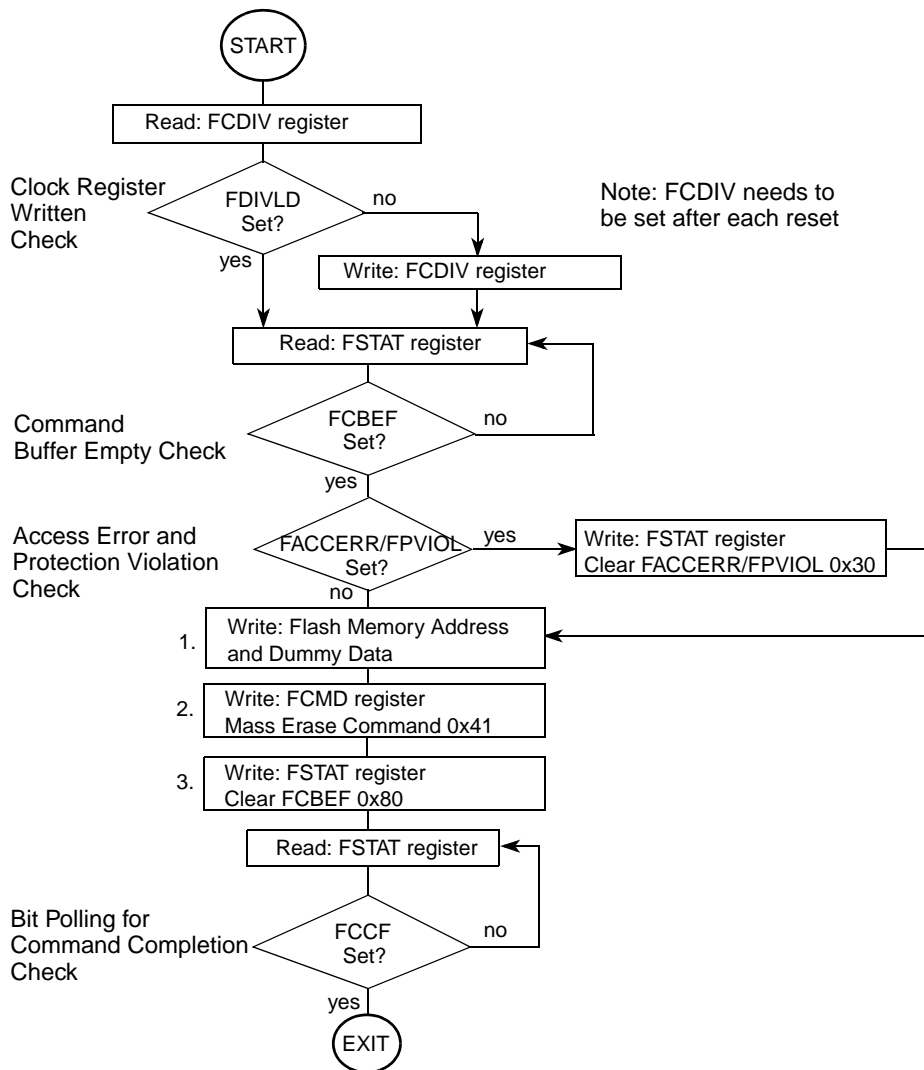 START
Read: FCDIV register
Clock Register
Written
Check
FDIVLD
Set?
no
yes
Note: FCDIV needs to
be set after each reset
Write: FCDIV register
Read: FSTAT register
Command
Buffer Empty Check
FCBEF
Set?
no
yes
Access Error and
Protection Violation
Check
FACCERR/FPVIOL
Set?
yes
no
Write: FSTAT register
Clear FACCERR/FPVIOL 0x30
1.
Write: Flash Memory Address
and Dummy Data
2.
Write: FCMD register
Mass Erase Command 0x41
3.
Write: FSTAT register
Clear FCBEF 0x80
Read: FSTAT register
Bit Polling for
Command Completion
Check
FCCF
Set?
no
yes
EXIT